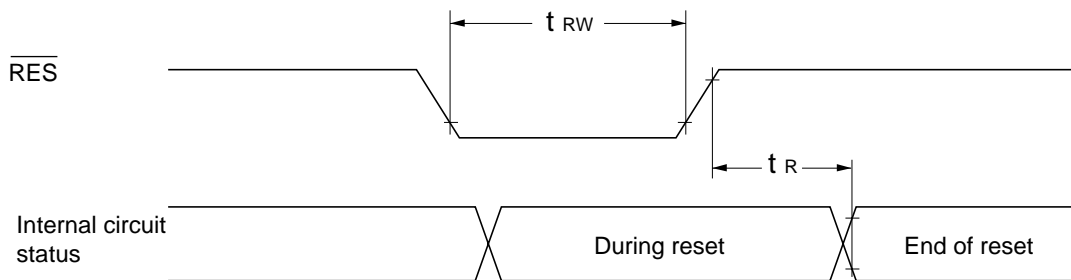 t RW
RES
t R
Internal circuit
status
During reset
End of reset